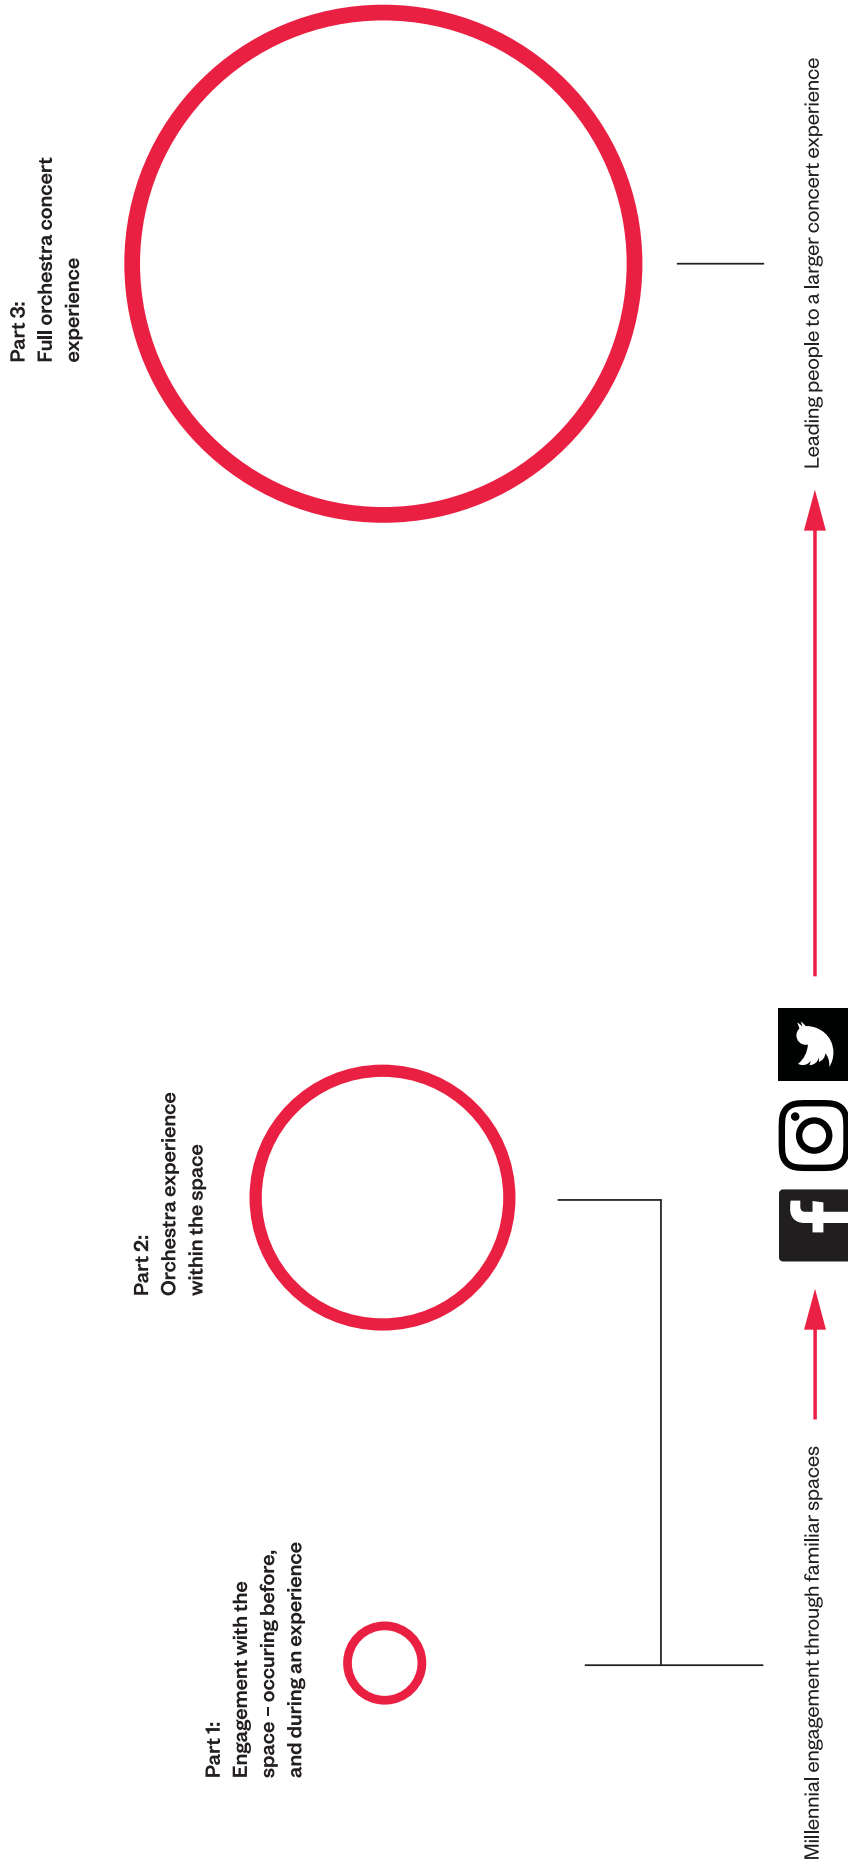 Part 1:
Engagement with the
space – occuring before,
and during an experience
Part 2:
Orchestra experience
within the space
Part 3:
Full orchestra concert
experience
Millennial engagement through familiar spaces
Leading people to a larger concert experience